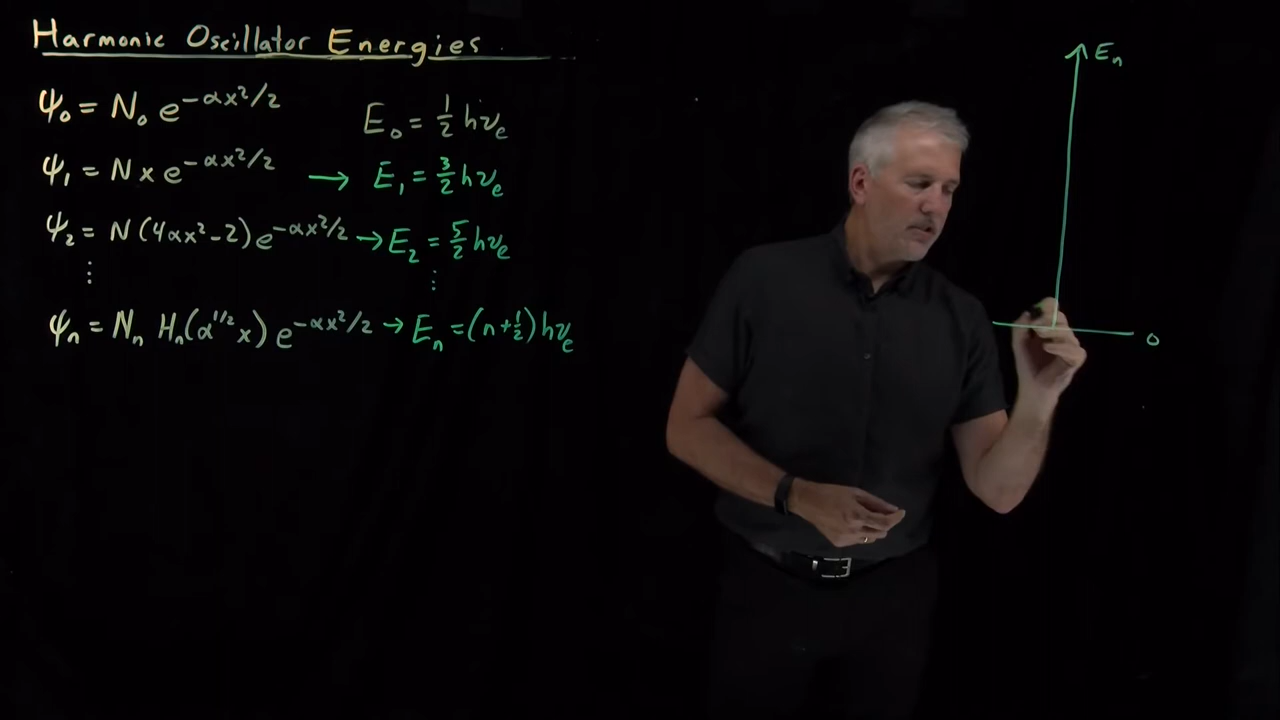 Harmonic Oscillator Energies
ψ₀ = N₀ e^{-αx²/2} E₀ = ½ hν_e
ψ₁ = N x e^{-αx²/2} → E₁ = 3/2 hν_e
ψ₂ = N (4αx² - 2) e^{-αx²/2} → E₂ = 5/2 hν_e
⋮ ⋮
ψₙ = Nₙ Hₙ(α^{1/2} x) e^{-αx²/2} → Eₙ = (n + ½) hν_e
Eₙ
0